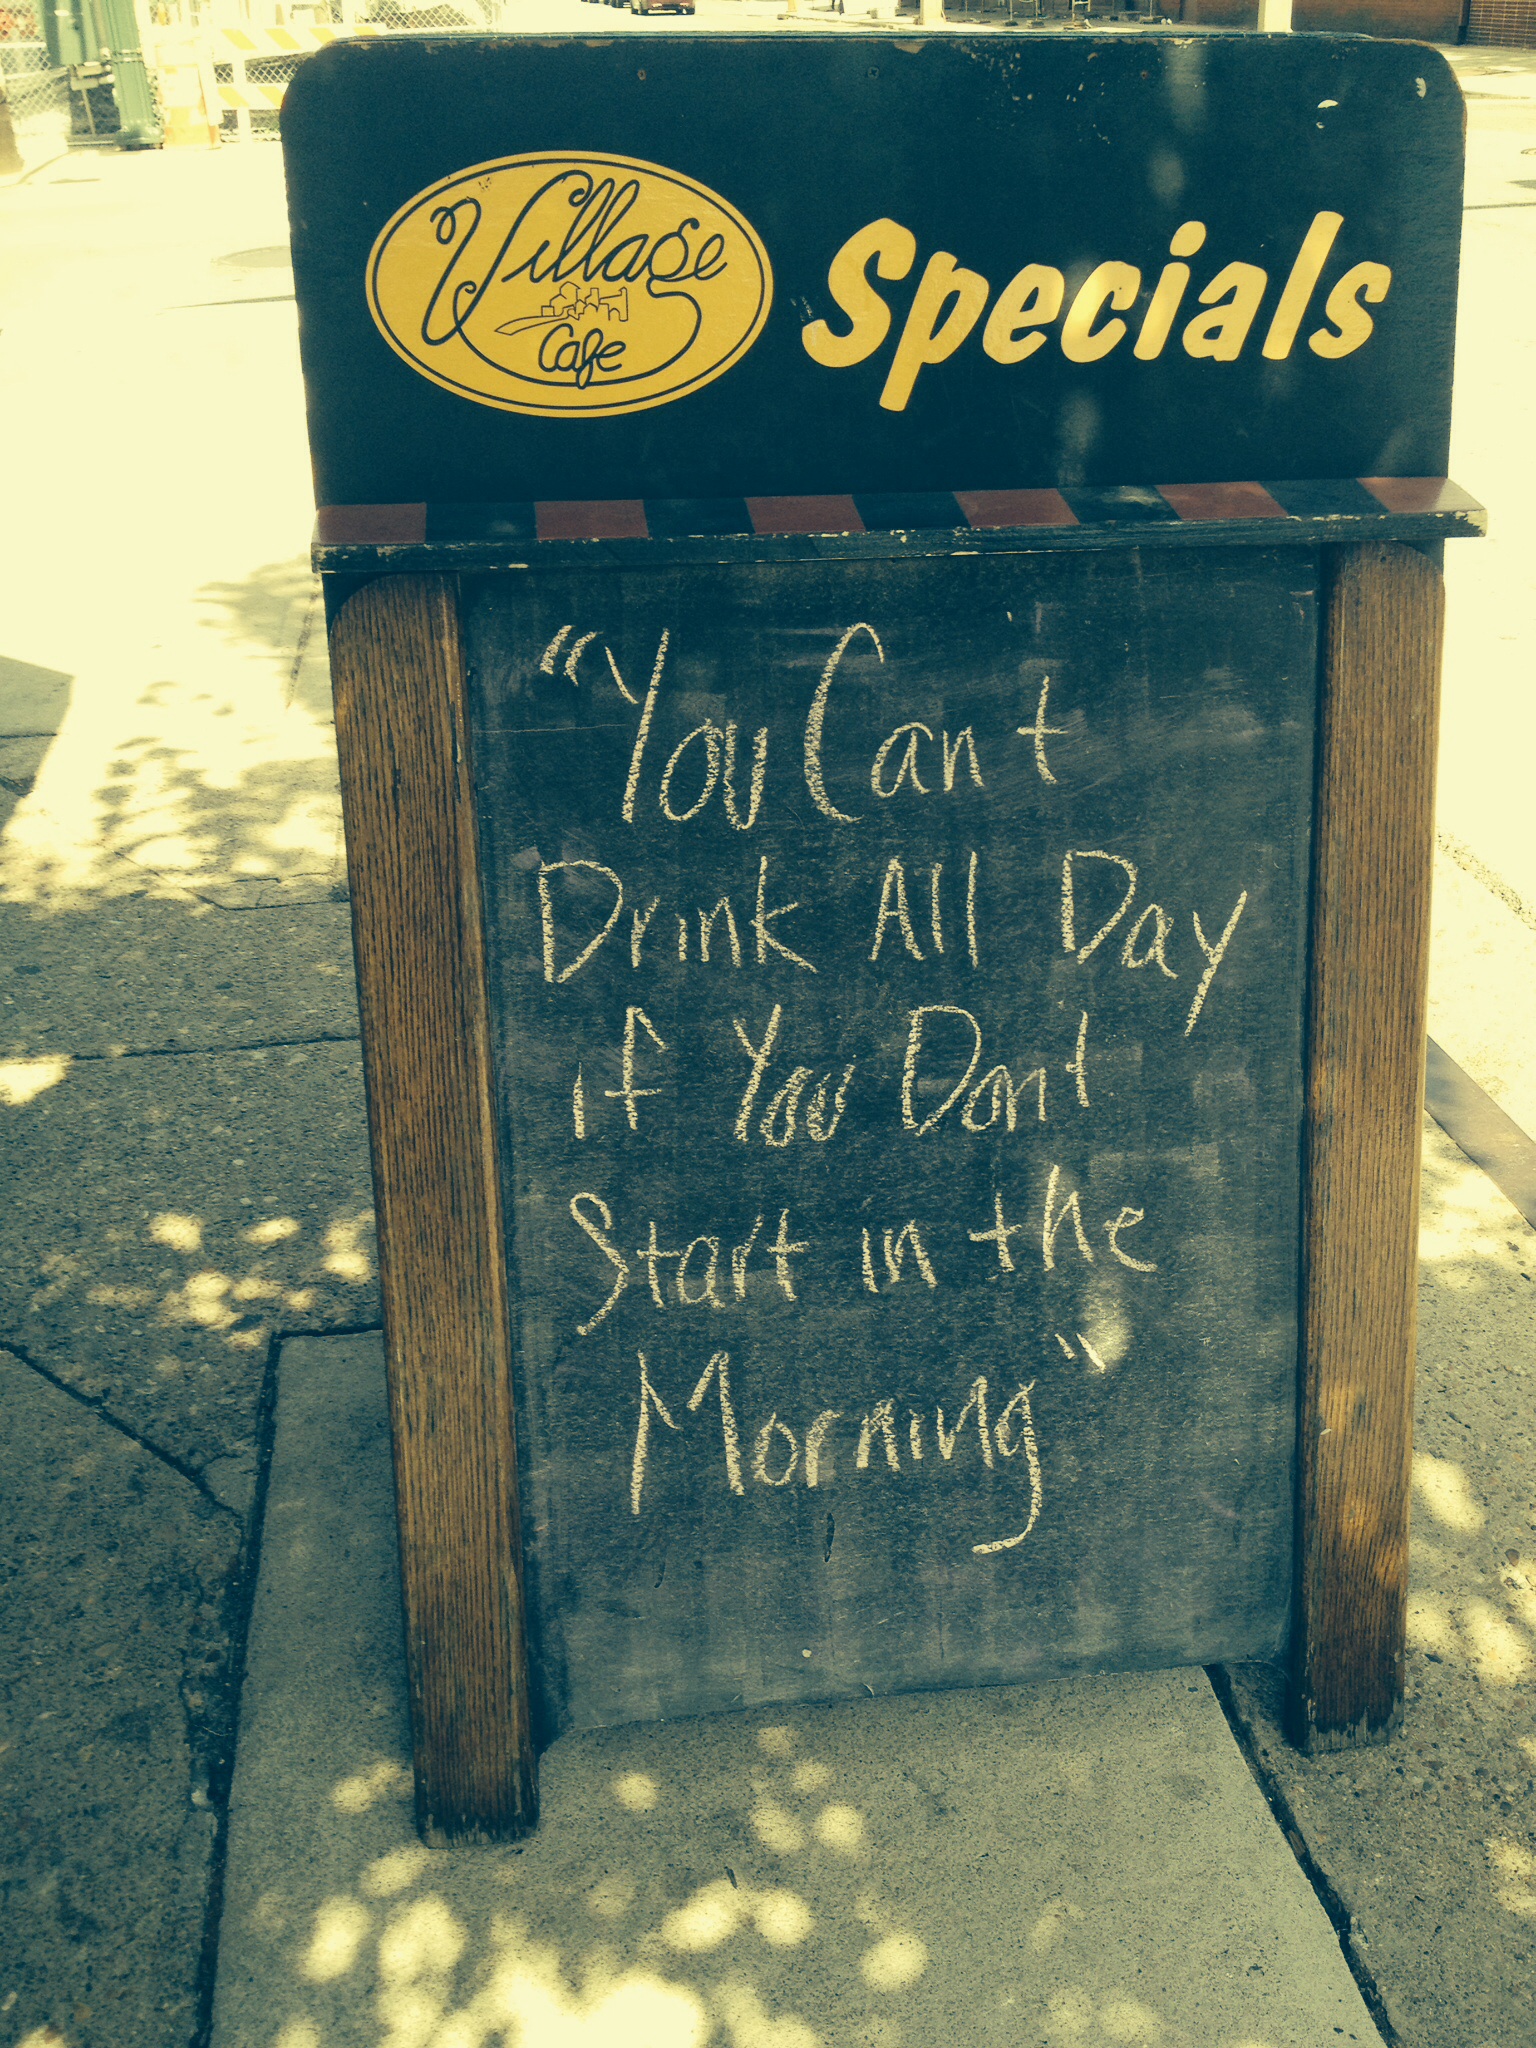 Village
Cafe
Specials
"You Can't
Drink All Day
if You Don't
Start in the
Morning"